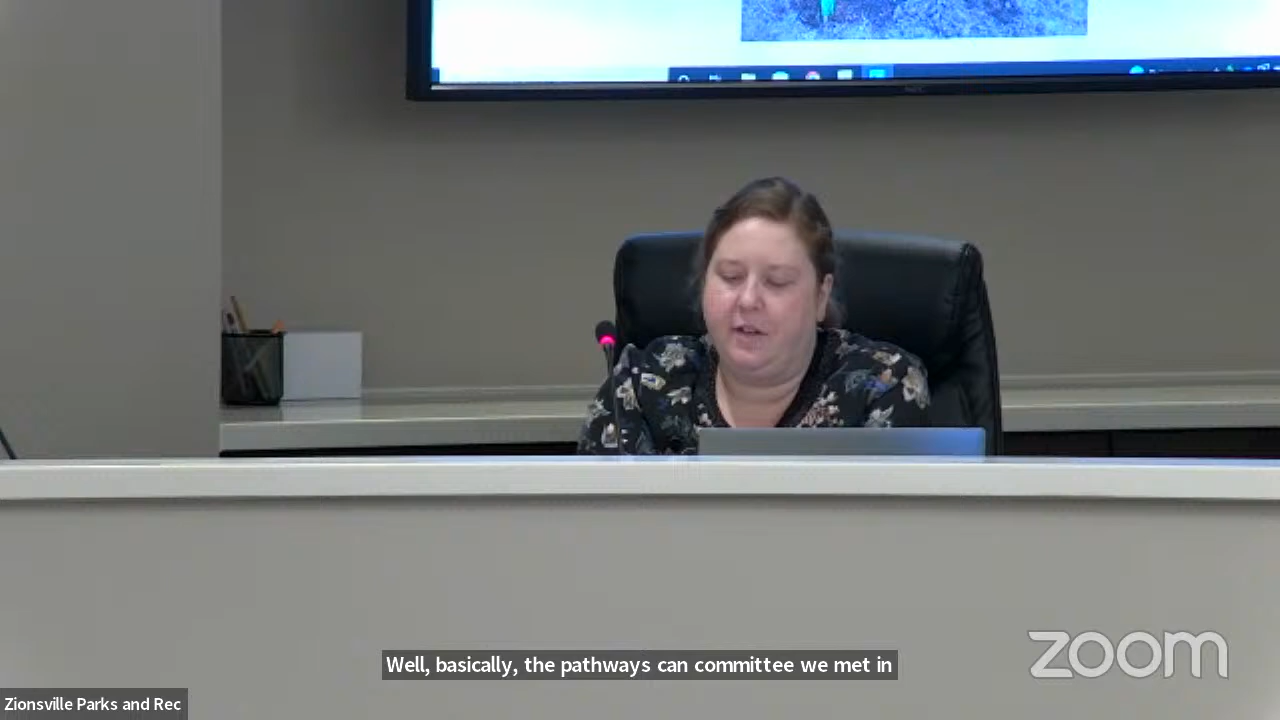 Well, basically, the pathways can committee we met in
zoom
Zionsville Parks and Rec